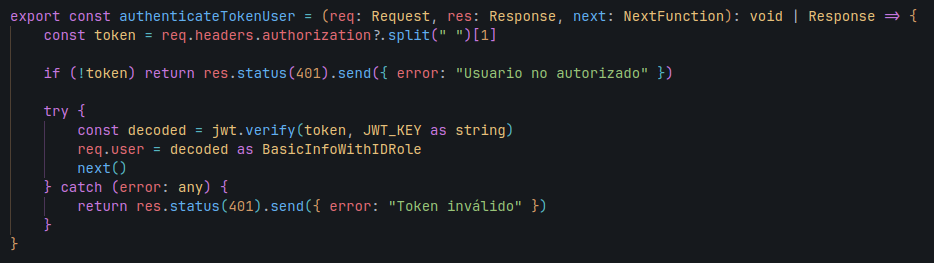 export const authenticateTokenUser = (req: Request, res: Response, next: NextFunction): void | Response => {
    const token = req.headers.authorization?.split(" ")[1]

    if (!token) return res.status(401).send({ error: "Usuario no autorizado" })

    try {
        const decoded = jwt.verify(token, JWT_KEY as string)
        req.user = decoded as BasicInfoWithIDRole
        next()
    } catch (error: any) {
        return res.status(401).send({ error: "Token inválido" })
    }
}